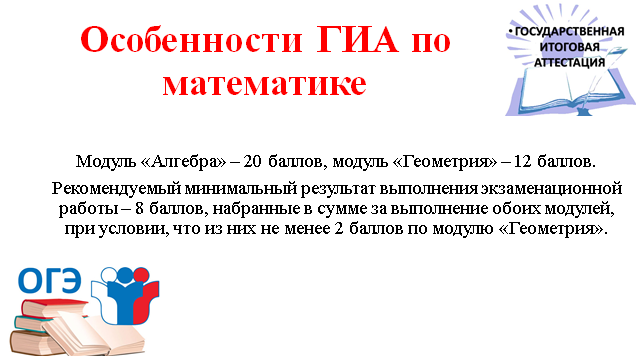 Особенности ГИА по
математике
• ГОСУДАРСТВЕННАЯ
ИТОГОВАЯ
АТТЕСТАЦИЯ
Модуль «Алгебра» – 20 баллов, модуль «Геометрия» – 12 баллов.
Рекомендуемый минимальный результат выполнения экзаменационной
работы – 8 баллов, набранные в сумме за выполнение обоих модулей,
при условии, что из них не менее 2 баллов по модулю «Геометрия».
ОГЭ